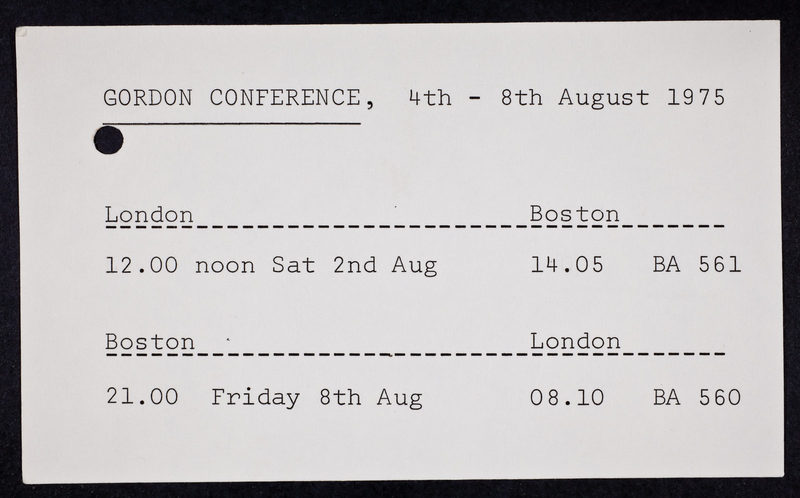 GORDON CONFERENCE, 4th - 8th August 1975
London Boston
12.00 noon Sat 2nd Aug 14.05 BA 561
Boston London
21.00 Friday 8th Aug 08.10 BA 560